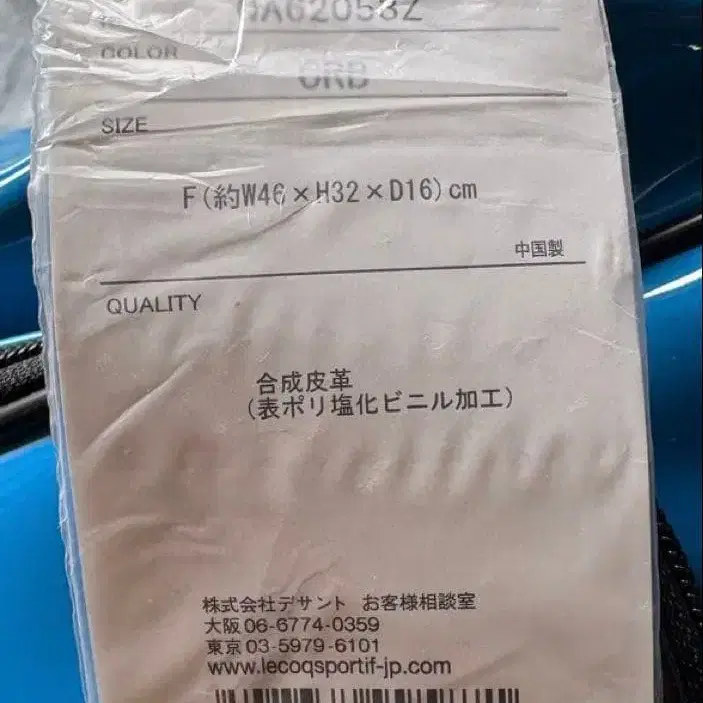 QA62053Z
COLOR
SIZE
F(約W46×H32×D16)cm
中国製
QUALITY
合成皮革
(表ポリ塩化ビニル加工)
株式会社デサント お客様相談室
大阪 06-6774-0359
東京 03-5979-6101
www.lecoqsportif-jp.com